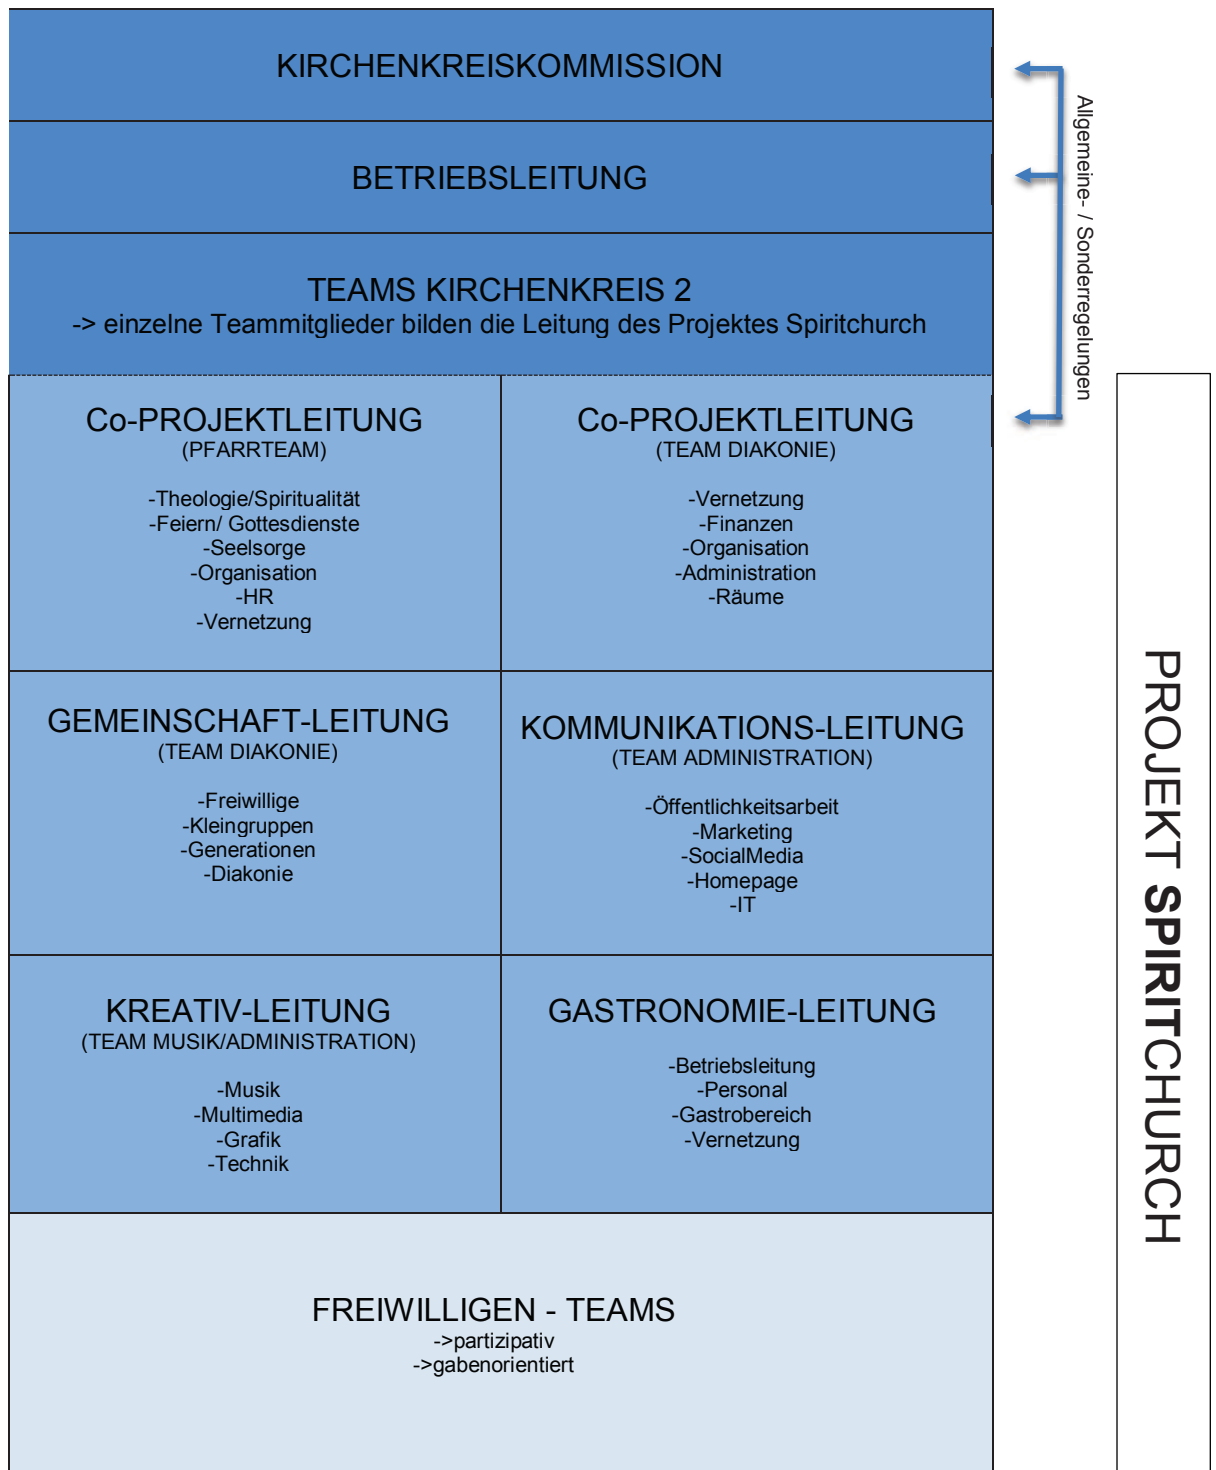 KIRCHENKREISKOMMISSION
BETRIEBSLEITUNG
TEAMS KIRCHENKREIS 2
-> einzelne Teammitglieder bilden die Leitung des Projektes Spiritchurch
Allgemeine- / Sonderregelungen
Co-PROJEKTLEITUNG
(PFARRTEAM)
-Theologie/Spiritualität
-Feiern/ Gottesdienste
-Seelsorge
-Organisation
-HR
-Vernetzung
Co-PROJEKTLEITUNG
(TEAM DIAKONIE)
-Vernetzung
-Finanzen
-Organisation
-Administration
-Räume
GEMEINSCHAFT-LEITUNG
(TEAM DIAKONIE)
-Freiwillige
-Kleingruppen
-Generationen
-Diakonie
KOMMUNIKATIONS-LEITUNG
(TEAM ADMINISTRATION)
-Öffentlichkeitsarbeit
-Marketing
-SocialMedia
-Homepage
-IT
KREATIV-LEITUNG
(TEAM MUSIK/ADMINISTRATION)
-Musik
-Multimedia
-Grafik
-Technik
GASTRONOMIE-LEITUNG
-Betriebsleitung
-Personal
-Gastrobereich
-Vernetzung
FREIWILLIGEN - TEAMS
->partizipativ
->gabenorientiert
PROJEKT SPIRITCHURCH